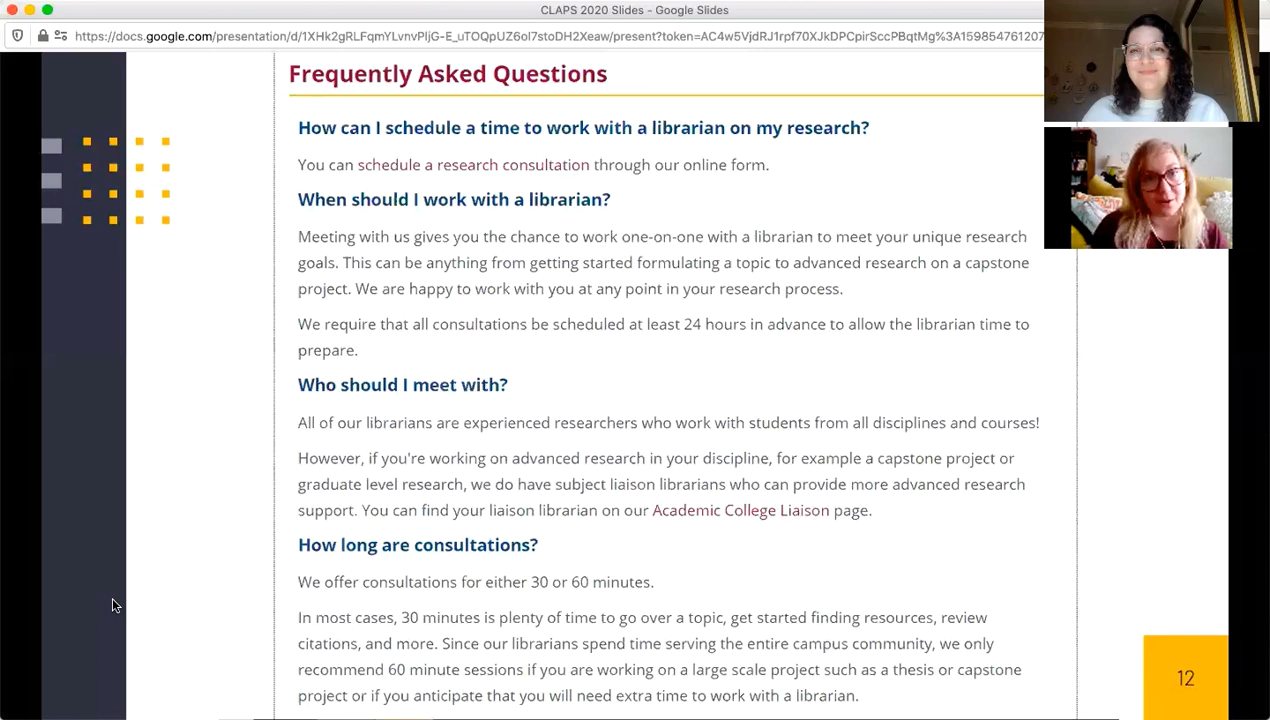 CLAPS 2020 Slides - Google Slides
https://docs.google.com/presentation/d/1XHk2gRLFqmYLvnvPljG-E_uTOQpUZ6ol7stoDH2Xeaw/present?token=AC4w5VjdRJ1rpf70XJkDPCpirSccPBqtMg%3A159854761207
Frequently Asked Questions
How can I schedule a time to work with a librarian on my research?
You can schedule a research consultation through our online form.
When should I work with a librarian?
Meeting with us gives you the chance to work one-on-one with a librarian to meet your unique research
goals. This can be anything from getting started formulating a topic to advanced research on a capstone
project. We are happy to work with you at any point in your research process.
We require that all consultations be scheduled at least 24 hours in advance to allow the librarian time to
prepare.
Who should I meet with?
All of our librarians are experienced researchers who work with students from all disciplines and courses!
However, if you're working on advanced research in your discipline, for example a capstone project or
graduate level research, we do have subject liaison librarians who can provide more advanced research
support. You can find your liaison librarian on our Academic College Liaison page.
How long are consultations?
We offer consultations for either 30 or 60 minutes.
In most cases, 30 minutes is plenty of time to go over a topic, get started finding resources, review
citations, and more. Since our librarians spend time serving the entire campus community, we only
recommend 60 minute sessions if you are working on a large scale project such as a thesis or capstone
project or if you anticipate that you will need extra time to work with a librarian.
12